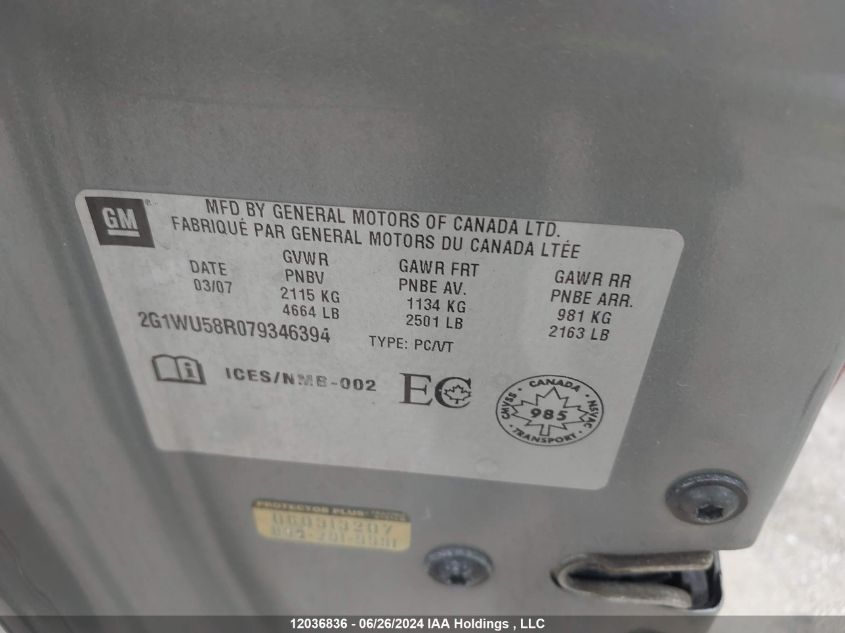 GM
MFD BY GENERAL MOTORS OF CANADA LTD.
FABRIQUÉ PAR GENERAL MOTORS DU CANADA LTÉE
DATE GVWR GAWR FRT GAWR RR
03/07 PNBV PNBE AV. PNBE ARR.
2115 KG 1134 KG 981 KG
4664 LB 2501 LB 2163 LB
2G1WU58R079346394 TYPE: PC/VT
ICES/NMB-002 EC
CANADA
CMVSS 985 NSVAC
TRANSPORT
PROTECTOR PLUS
000313207
12036836 - 06/26/2024 IAA Holdings , LLC